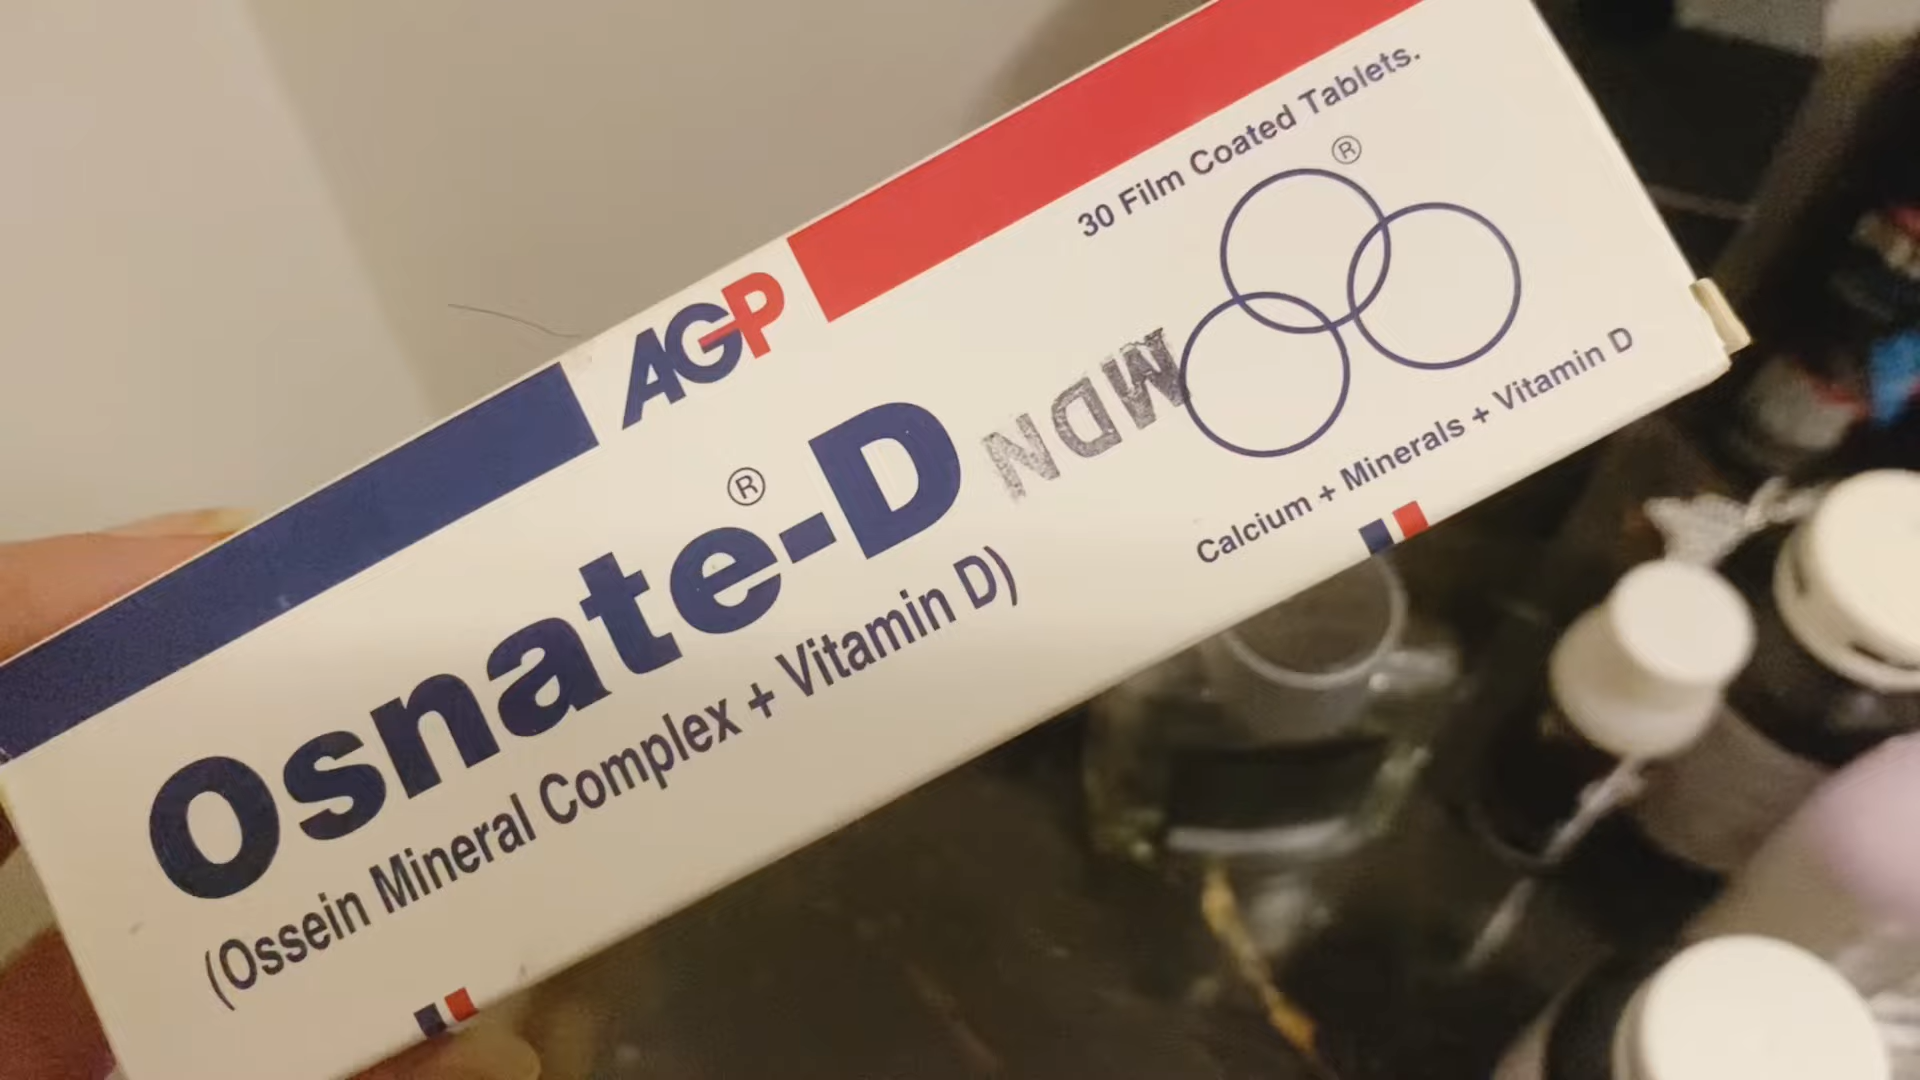 AGP
30 Film Coated Tablets.
®
Osnate®-D
MDN
(Ossein Mineral Complex + Vitamin D)
Calcium + Minerals + Vitamin D